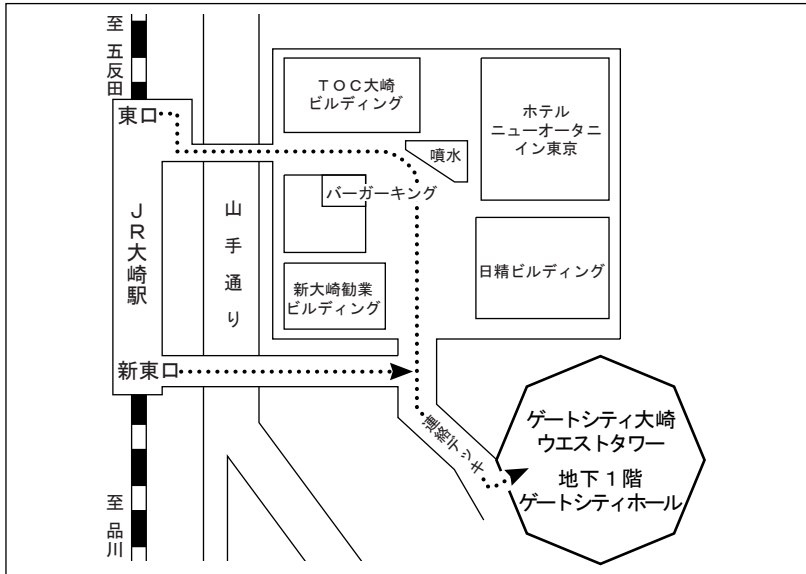 至 五反田
東口
TOC大崎
ビルディング
ホテル
ニューオータニ
イン東京
噴水
バーガーキング
JR大崎駅
山手通り
日精ビルディング
新大崎勧業
ビルディング
新東口
連絡デッキ
ゲートシティ大崎
ウエストタワー
地下1階
ゲートシティホール
至 品川